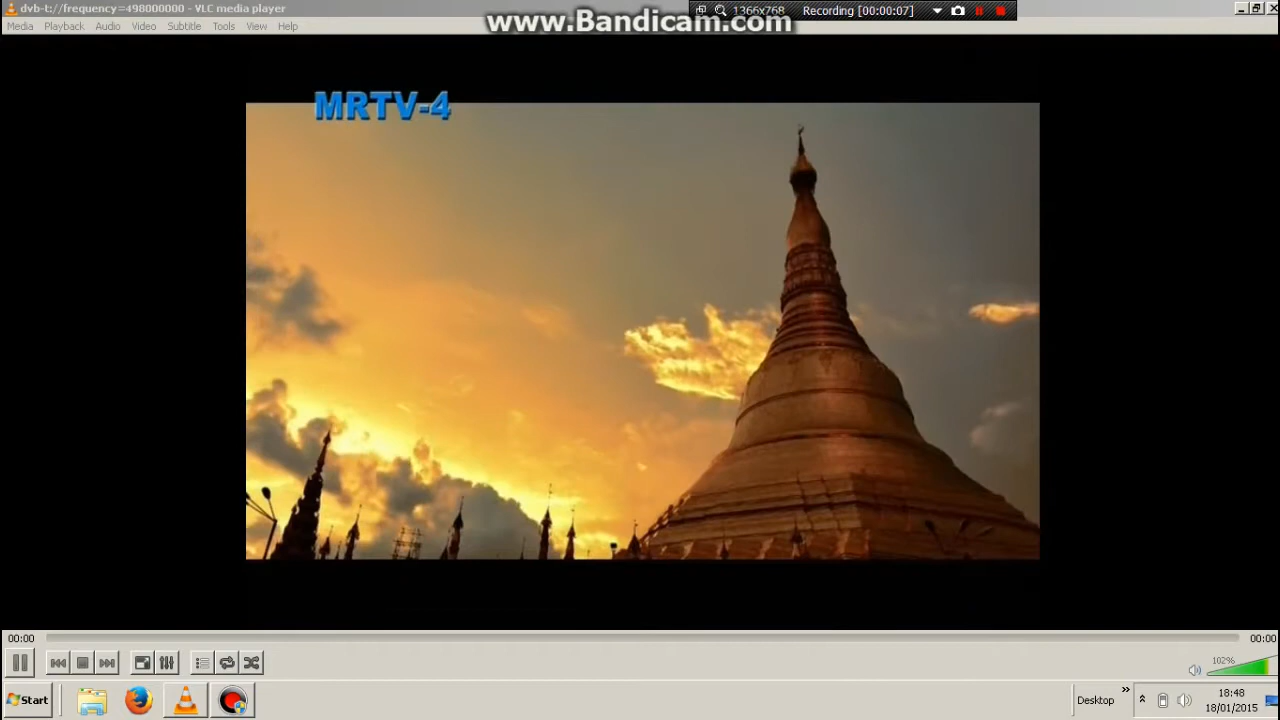 dvb-t://frequency=498000000 - VLC media player
1366x768 Recording [00:00:07]
www.Bandicam.com
Media Playback Audio Video Subtitle Tools View Help
MRTV-4
00:00 00:00
102%
Start
Desktop
18:48
18/01/2015